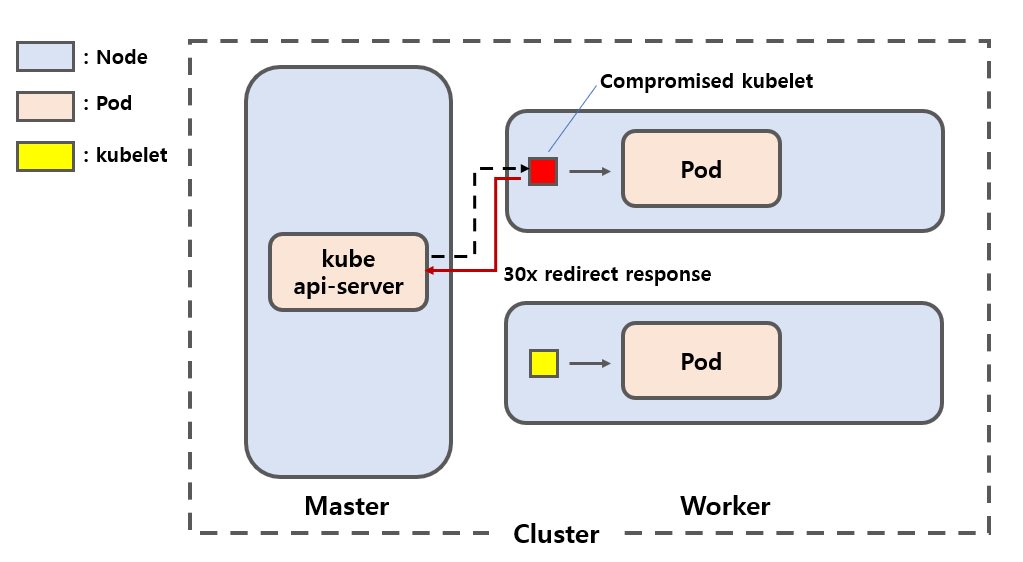 : Node
: Pod
: kubelet
Compromised kubelet
Pod
kube
api-server
30x redirect response
Pod
Master
Worker
Cluster